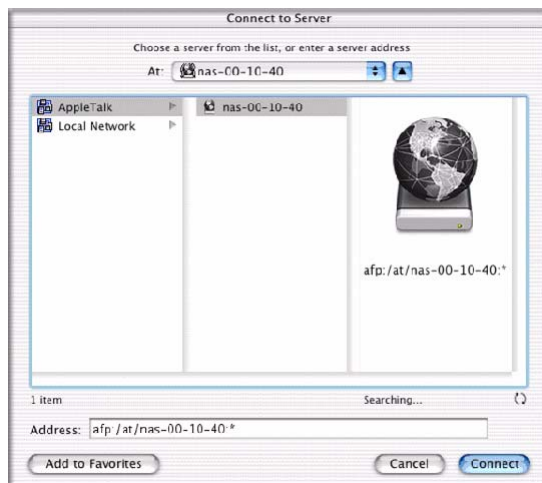 Connect to Server
Choose a server from the list, or enter a server address
At: nas-00-10-40
AppleTalk
Local Network
nas-00-10-40
afp:/at/nas-00-10-40:*
1 item
Searching...
Address: afp:/at/nas-00-10-40:*
Add to Favorites
Cancel
Connect